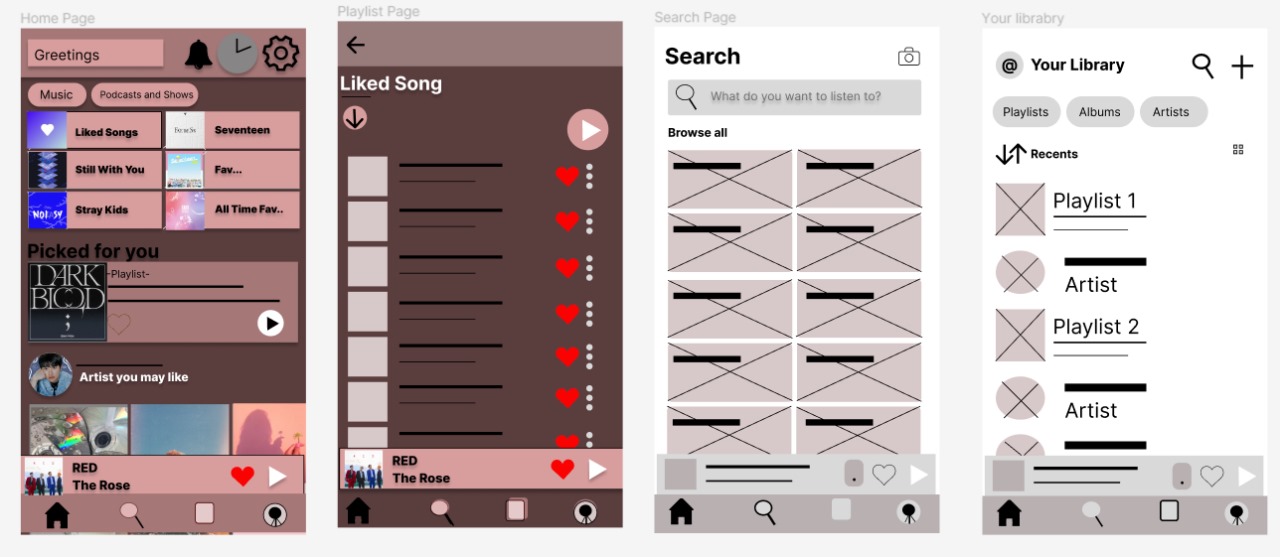 Home Page
Greetings
Music
Podcasts and Shows
Liked Songs
Seventeen
Still With You
Fav...
Stray Kids
All Time Fav..
Picked for you
DARK
BLOOD
-Playlist-
Artist you may like
RED
The Rose
Playlist Page
Liked Song
RED
The Rose
Search Page
Search
What do you want to listen to?
Browse all
Your librabry
@ Your Library
Playlists
Albums
Artists
Recents
Playlist 1
Artist
Playlist 2
Artist